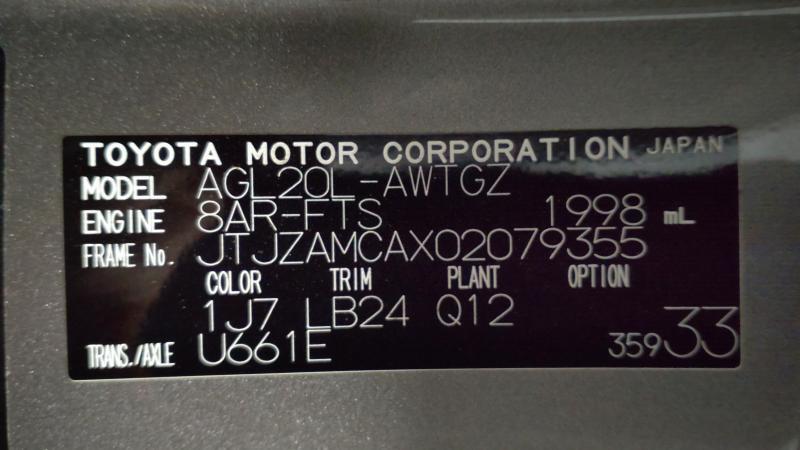 TOYOTA MOTOR CORPORATION JAPAN
MODEL AGL20L-AWTGZ
ENGINE 8AR-FTS 1998 mL
FRAME No. JTJZAMCAX02079355
COLOR TRIM PLANT OPTION
1J7 LB24 Q12
TRANS./AXLE U661E 359 33